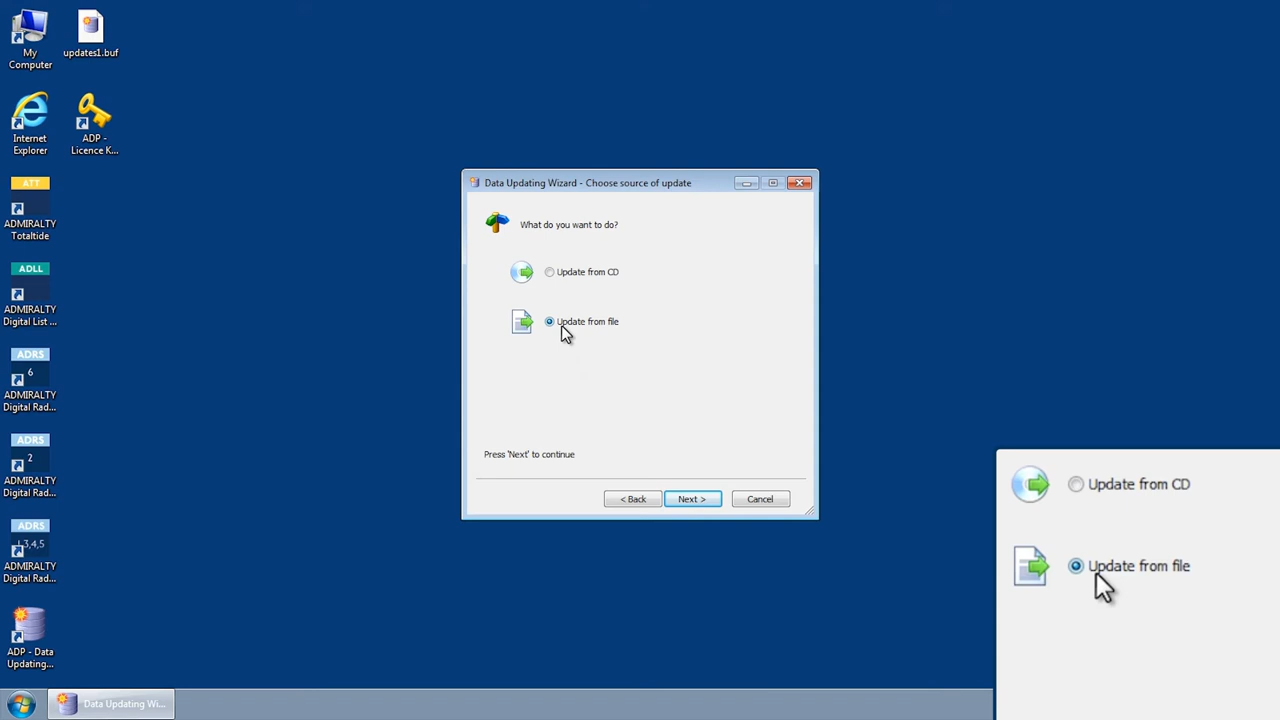 My
Computer
updates1.buf
Internet
Explorer
ADP -
Licence K...
ATT
ADMIRALTY
Totaltide
ADLL
ADMIRALTY
Digital List ...
ADRS
6
ADMIRALTY
Digital Rad...
ADRS
2
ADMIRALTY
Digital Rad...
ADRS
1,3,4,5
ADMIRALTY
Digital Rad...
ADP - Data
Updating...
Data Updating Wizard - Choose source of update
What do you want to do?
Update from CD
Update from file
Press 'Next' to continue
< Back
Next >
Cancel
Update from CD
Update from file
Data Updating Wi...